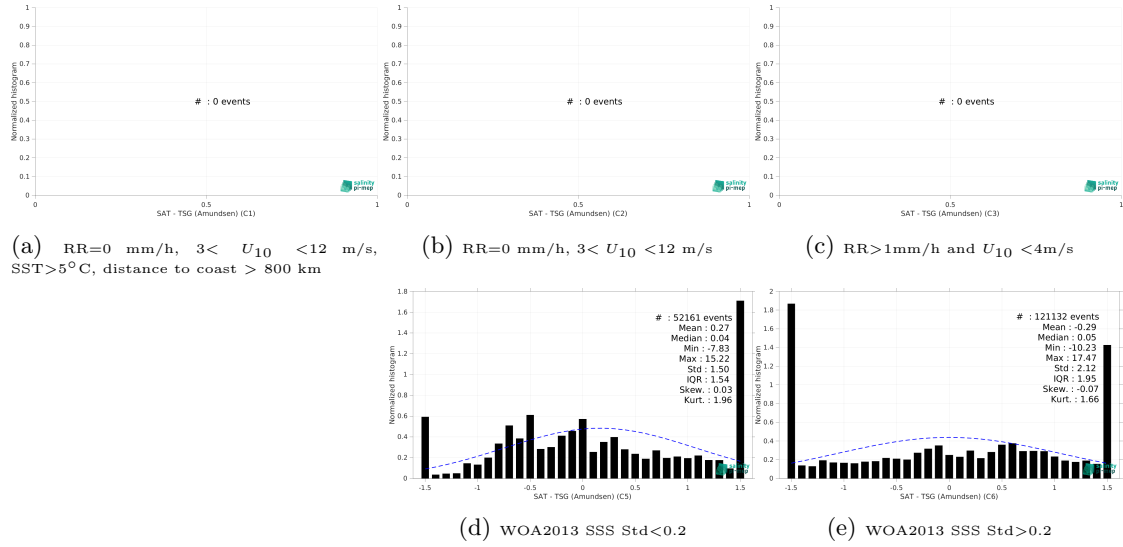 Normalized histogram
1
0.9
0.8
0.7
0.6
0.5
0.4
0.3
0.2
0.1
0
# : 0 events
salinity
pi-mep
0 0.5 1
SAT - TSG (Amundsen) (C1)
(a) RR=0 mm/h, 3< U10 <12 m/s,
SST>5°C, distance to coast > 800 km
Normalized histogram
1
0.9
0.8
0.7
0.6
0.5
0.4
0.3
0.2
0.1
0
# : 0 events
salinity
pi-mep
0 0.5 1
SAT - TSG (Amundsen) (C2)
(b) RR=0 mm/h, 3< U10 <12 m/s
Normalized histogram
1
0.9
0.8
0.7
0.6
0.5
0.4
0.3
0.2
0.1
0
# : 0 events
salinity
pi-mep
0 0.5 1
SAT - TSG (Amundsen) (C3)
(c) RR>1mm/h and U10 <4m/s
Normalized histogram
1.8
1.6
1.4
1.2
1
0.8
0.6
0.4
0.2
0
# : 52161 events
Mean : 0.27
Median : 0.04
Min : -7.83
Max : 15.22
Std : 1.50
IQR : 1.54
Skew. : 0.03
Kurt. : 1.96
salinity
pi-mep
-1.5 -1 -0.5 0 0.5 1 1.5
SAT - TSG (Amundsen) (C5)
(d) WOA2013 SSS Std<0.2
Normalized histogram
2
1.8
1.6
1.4
1.2
1
0.8
0.6
0.4
0.2
0
# : 121132 events
Mean : -0.29
Median : 0.05
Min : -10.23
Max : 17.47
Std : 2.12
IQR : 1.95
Skew. : -0.07
Kurt. : 1.66
salinity
pi-mep
-1.5 -1 -0.5 0 0.5 1 1.5
SAT - TSG (Amundsen) (C6)
(e) WOA2013 SSS Std>0.2